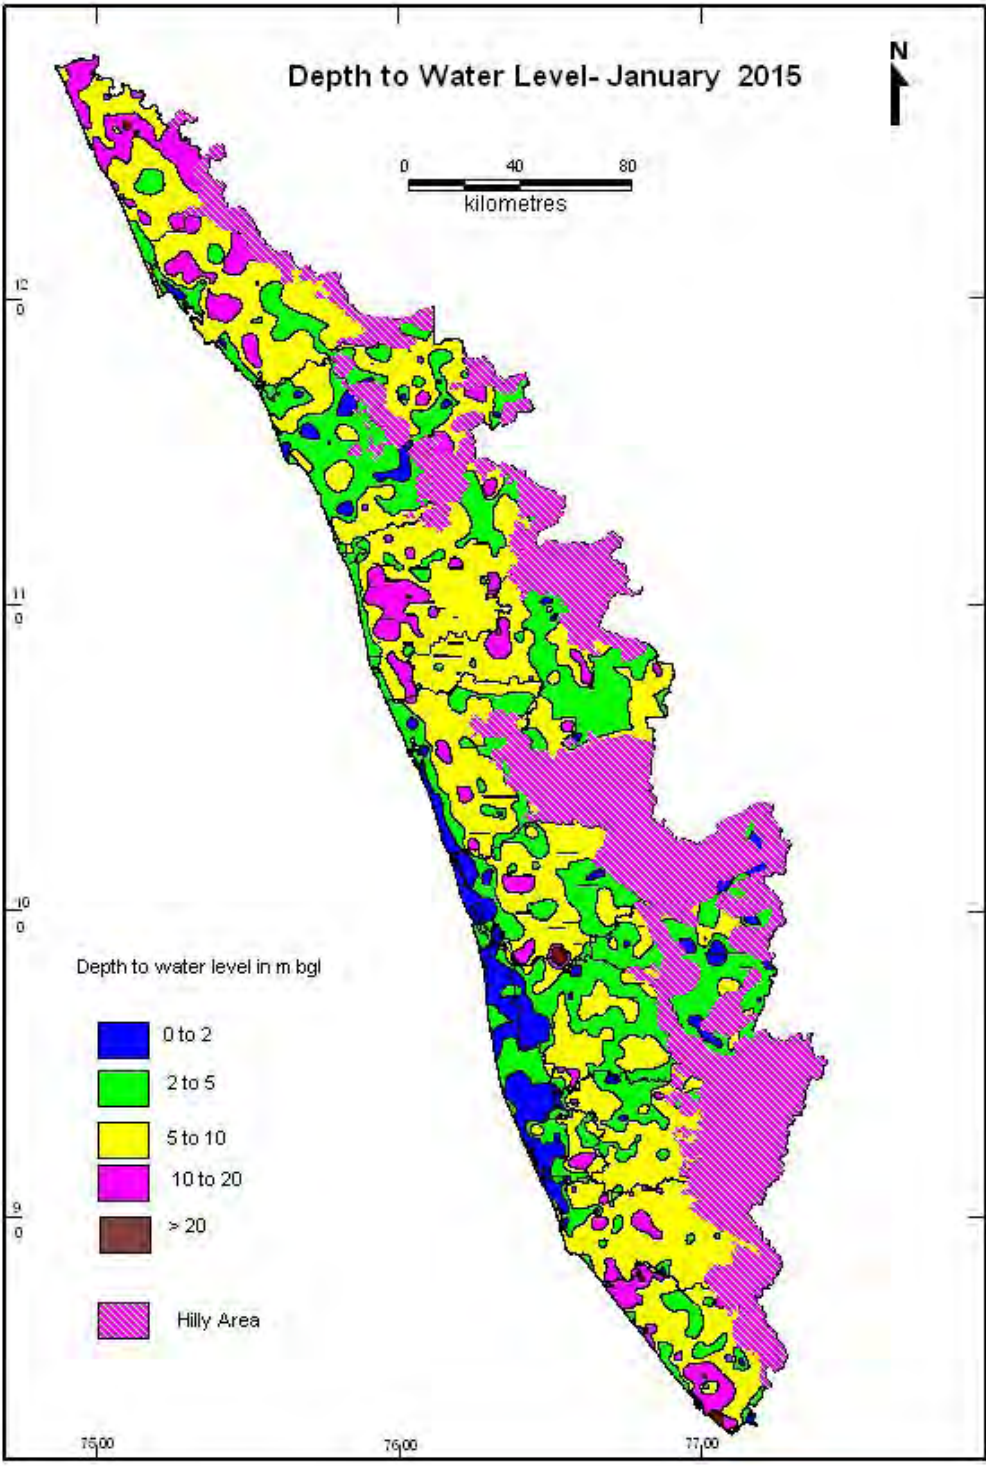 Depth to Water Level- January 2015
N
0 40 80
kilometres
12
0
11
0
10
0
9
0
Depth to water level in m bgl
0 to 2
2 to 5
5 to 10
10 to 20
> 20
Hilly Area
75.00 76.00 77.00